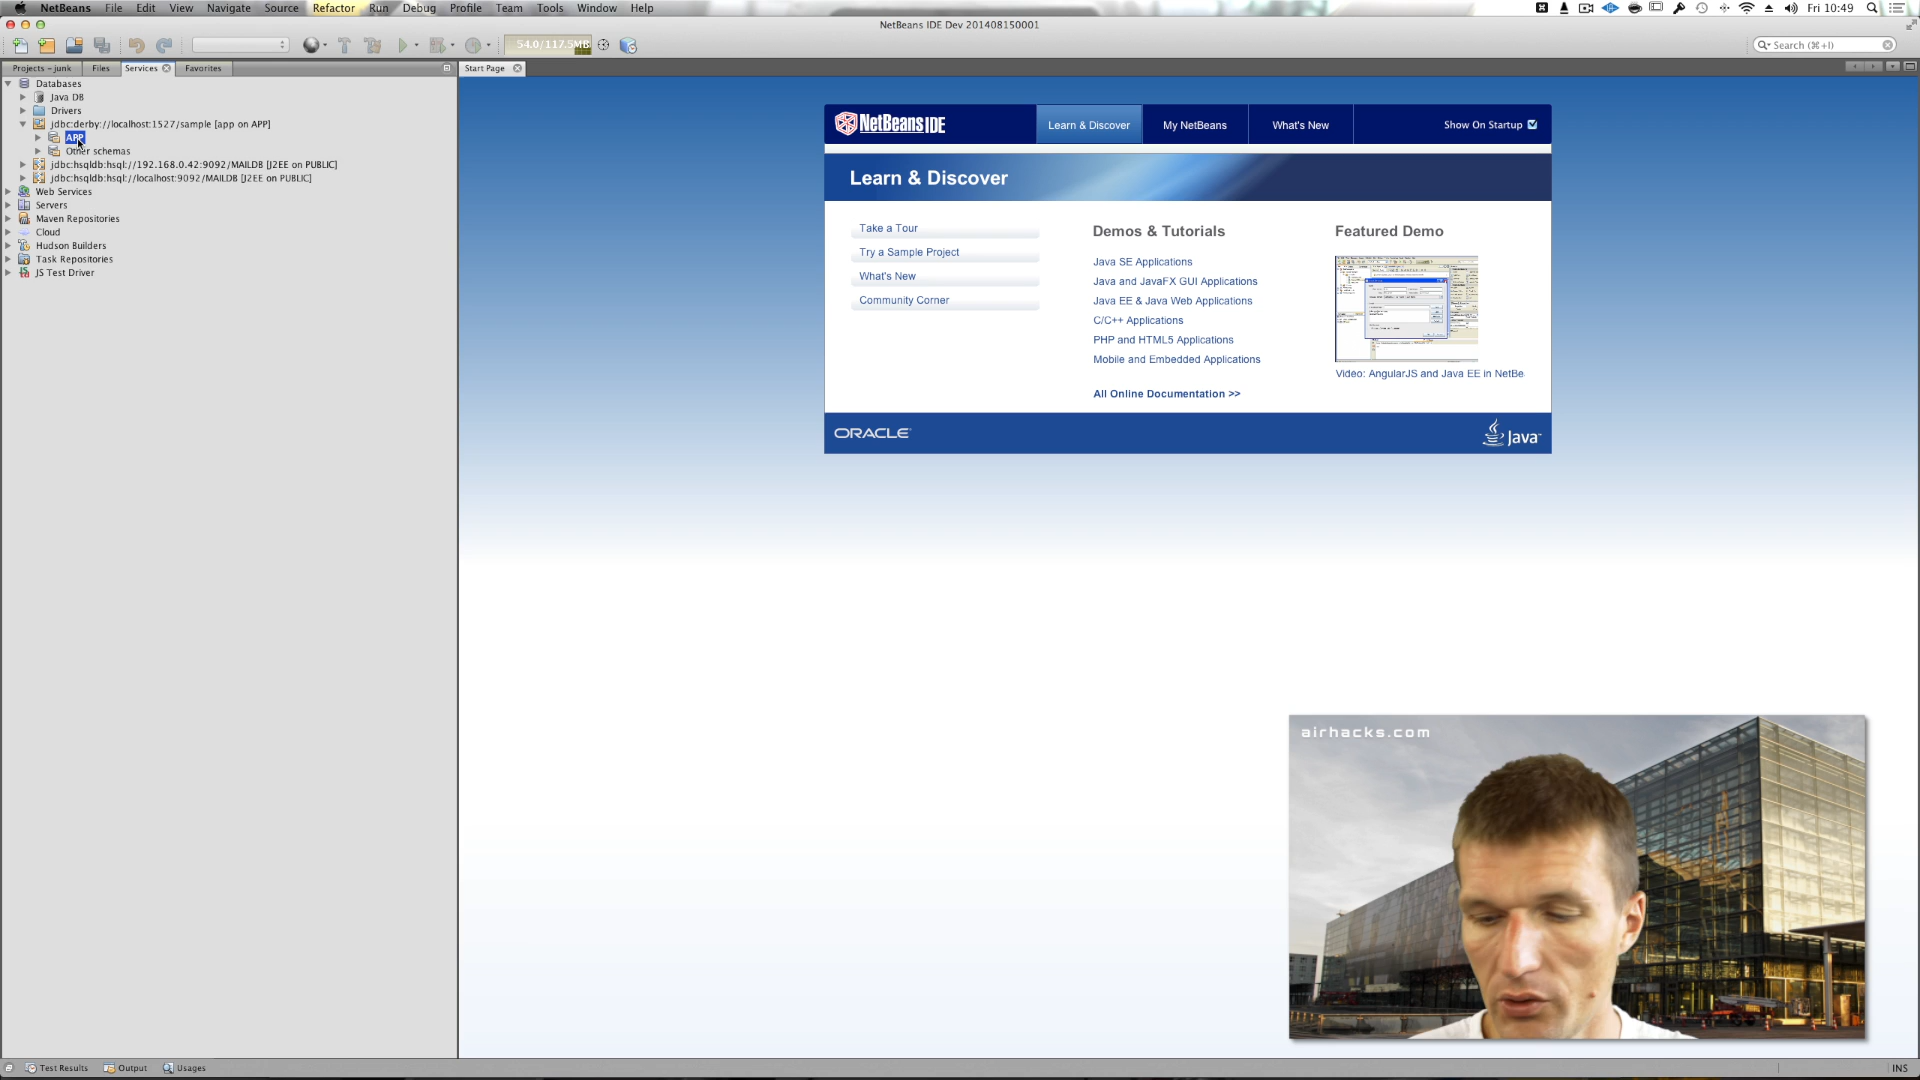 NetBeans File Edit View Navigate Source Refactor Run Debug Profile Team Tools Window Help Fri 10:49
NetBeans IDE Dev 201408150001
54.0/117.5MB Search (⌘+I)
Projects - junk Files Services Favorites Start Page
Databases
Java DB
Drivers
jdbc:derby://localhost:1527/sample [app on APP]
APP
Other schemas
jdbc:hsqldb:hsql://192.168.0.42:9092/MAILDB [J2EE on PUBLIC]
jdbc:hsqldb:hsql://localhost:9092/MAILDB [J2EE on PUBLIC]
Web Services
Servers
Maven Repositories
Cloud
Hudson Builders
Task Repositories
JS Test Driver
NetBeans IDE Learn & Discover My NetBeans What's New Show On Startup
Learn & Discover
Take a Tour
Try a Sample Project
What's New
Community Corner
Demos & Tutorials
Java SE Applications
Java and JavaFX GUI Applications
Java EE & Java Web Applications
C/C++ Applications
PHP and HTML5 Applications
Mobile and Embedded Applications
All Online Documentation >>
Featured Demo
Video: AngularJS and Java EE in NetBe
ORACLE Java
airhacks.com
Test Results Output Usages INS